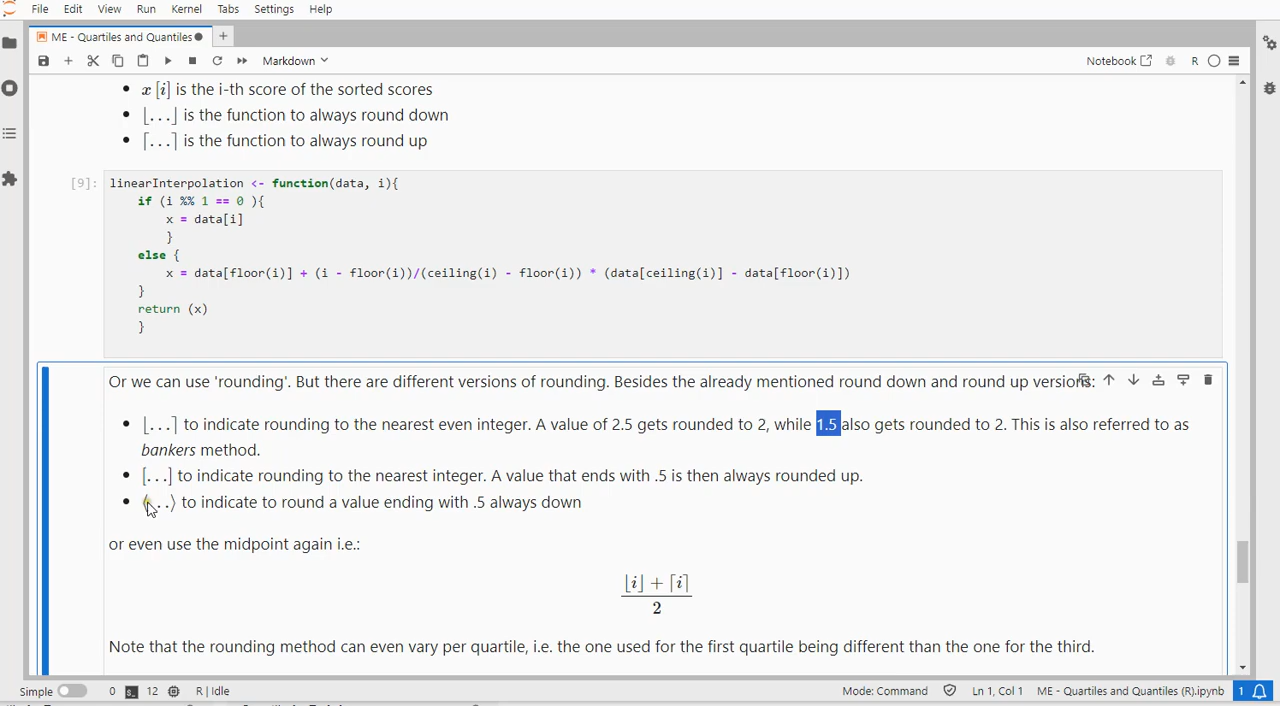 File Edit View Run Kernel Tabs Settings Help
ME - Quartiles and Quantiles
Markdown
Notebook R
x [i] is the i-th score of the sorted scores
⌊...⌋ is the function to always round down
⌈...⌉ is the function to always round up
[9]: linearInterpolation <- function(data, i){
if (i %% 1 == 0 ){
x = data[i]
}
else {
x = data[floor(i)] + (i - floor(i))/(ceiling(i) - floor(i)) * (data[ceiling(i)] - data[floor(i)])
}
return (x)
}
Or we can use 'rounding'. But there are different versions of rounding. Besides the already mentioned round down and round up versions:
⌊...⌉ to indicate rounding to the nearest even integer. A value of 2.5 gets rounded to 2, while 1.5 also gets rounded to 2. This is also referred to as
bankers method.
[...] to indicate rounding to the nearest integer. A value that ends with .5 is then always rounded up.
⟨...⟩ to indicate to round a value ending with .5 always down
or even use the midpoint again i.e.:
⌊i⌋ + ⌈i⌉
2
Note that the rounding method can even vary per quartile, i.e. the one used for the first quartile being different than the one for the third.
Simple 0 12 R | Idle Mode: Command Ln 1, Col 1 ME - Quartiles and Quantiles (R).ipynb 1